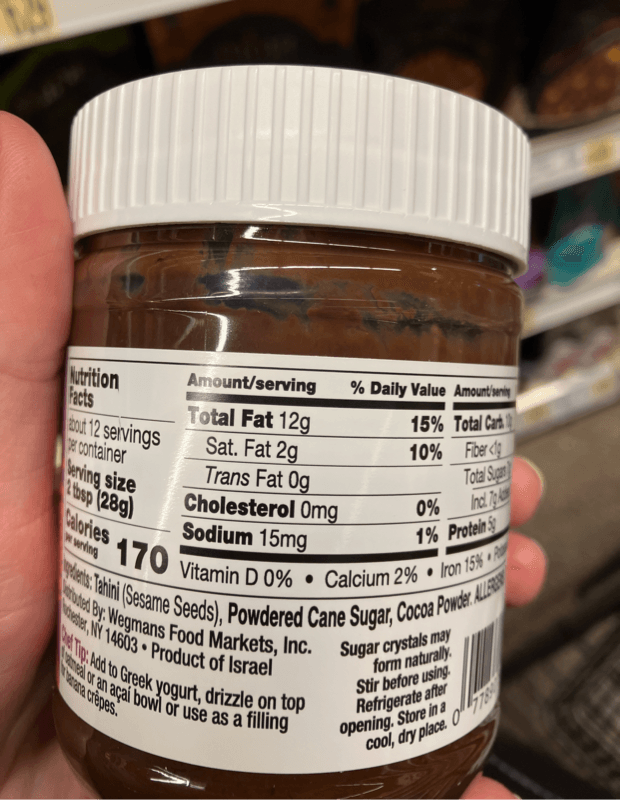 Nutrition
Facts
about 12 servings
per container
Serving size
2 tbsp (28g)
Calories
per serving
170
Amount/serving % Daily Value
Total Fat 12g 15%
Sat. Fat 2g 10%
Trans Fat 0g
Cholesterol 0mg 0%
Sodium 15mg 1%
Amount/serving
Total Carb.
Fiber <1g
Total Sugars
Incl. 7g
Protein 5g
Vitamin D 0% • Calcium 2% • Iron 15% •
Ingredients: Tahini (Sesame Seeds), Powdered Cane Sugar, Cocoa Powder.
Distributed By: Wegmans Food Markets, Inc.
Rochester, NY 14603 • Product of Israel
Chef Tip: Add to Greek yogurt, drizzle on top
oatmeal or an açaí bowl or use as a filling
banana crêpes.
Sugar crystals may
form naturally.
Stir before using.
Refrigerate after
opening. Store in a
cool, dry place.